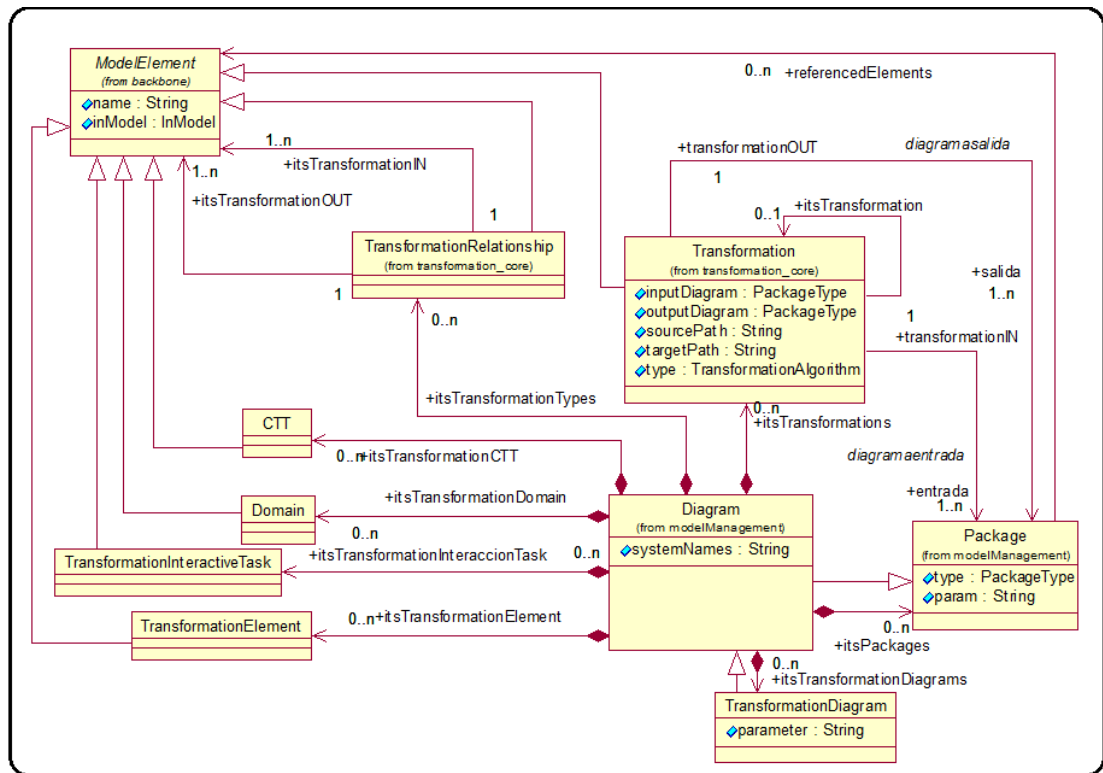 ModelElement
(from backbone)
name : String
inModel : InModel
0..n
+referencedElements
1..n
+itsTransformationIN
1..n
+itsTransformationOUT
1
1
TransformationRelationship
(from transformation_core)
0..n
+itsTransformationTypes
+transformationOUT
1
diagramasalida
+itsTransformation
0..1
Transformation
(from transformation_core)
inputDiagram : PackageType
outputDiagram : PackageType
sourcePath : String
targetPath : String
type : TransformationAlgorithm
+salida
1..n
1
+transformationIN
0..n
+itsTransformations
diagramaentrada
+entrada
1..n
CTT
0..n
+itsTransformationCTT
Domain
+itsTransformationDomain
0..n
TransformationInteractiveTask
+itsTransformationInteraccionTask
0..n
TransformationElement
0..n
+itsTransformationElement
Diagram
(from modelManagement)
systemNames : String
Package
(from modelManagement)
type : PackageType
param : String
0..n
+itsPackages
0..n
+itsTransformationDiagrams
TransformationDiagram
parameter : String